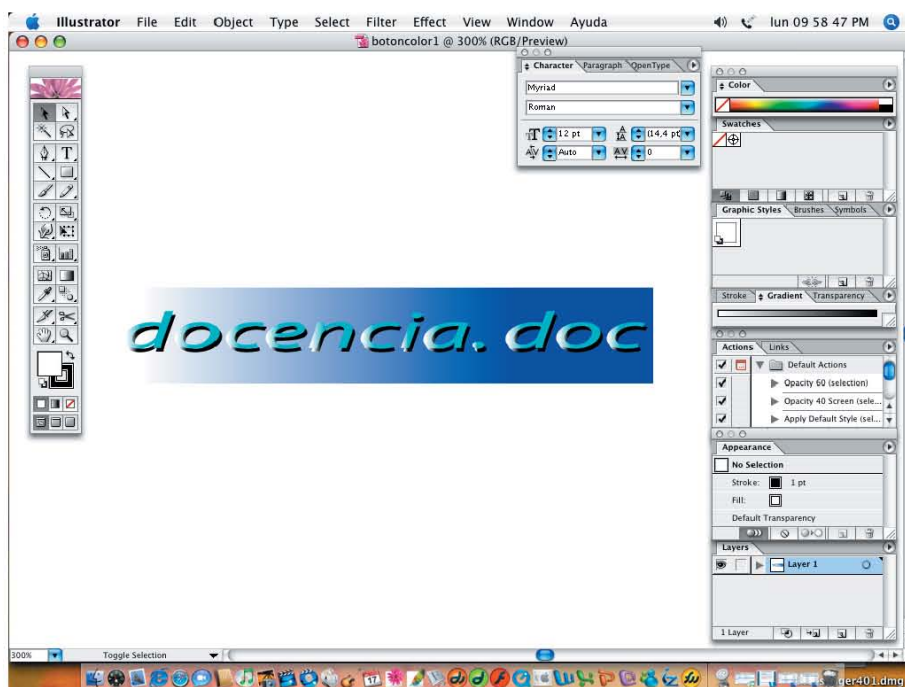 Illustrator File Edit Object Type Select Filter Effect View Window Ayuda lun 09 58 47 PM
botoncolor1 @ 300% (RGB/Preview)
Character Paragraph OpenType
Myriad
Roman
12 pt (14,4 pt)
Auto 0
Color
Swatches
Graphic Styles Brushes Symbols
Stroke Gradient Transparency
docencia.doc
Actions Links
Default Actions
Opacity 60 (selection)
Opacity 40 Screen (sele...
Apply Default Style (sel...
Appearance
No Selection
Stroke: 1 pt
Fill:
Default Transparency
Layers
Layer 1
1 Layer
300% Toggle Selection
ger401.dmg